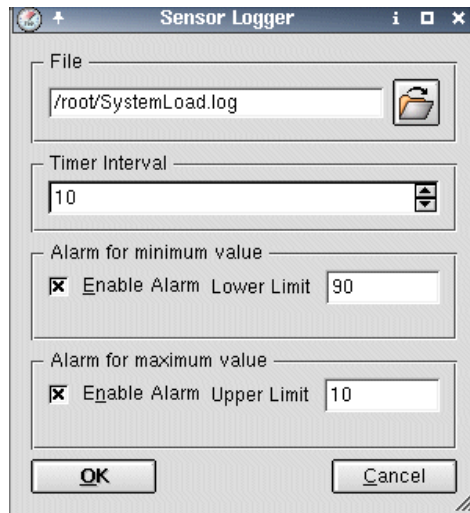 Sensor Logger
File
/root/SystemLoad.log
Timer Interval
10
Alarm for minimum value
Enable Alarm Lower Limit 90
Alarm for maximum value
Enable Alarm Upper Limit 10
OK Cancel